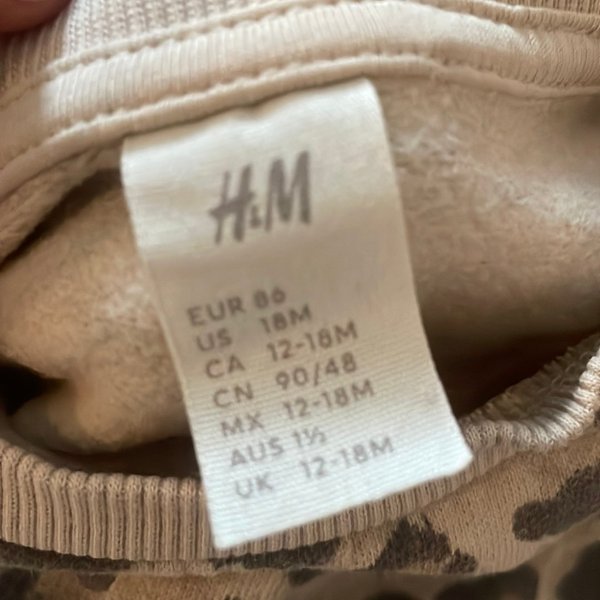 H&M
EUR 86
US 18M
CA 12-18M
CN 90/48
MX 12-18M
AUS 1½
UK 12-18M